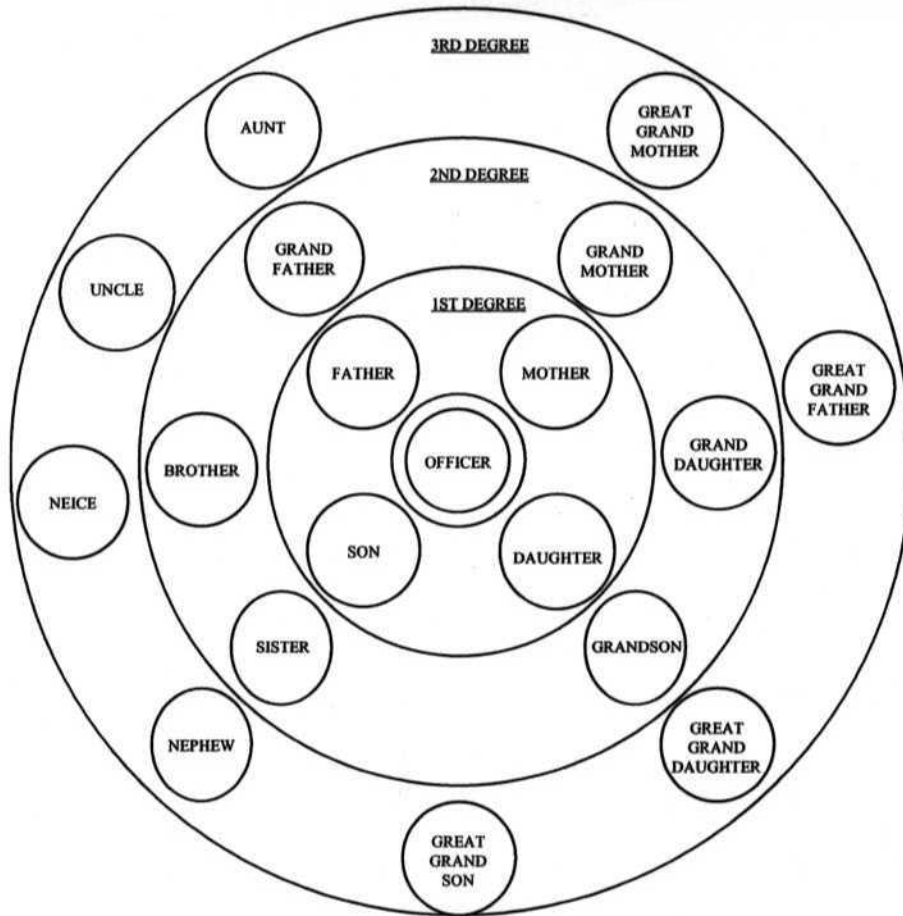 3RD DEGREE
AUNT
GREAT
GRAND
MOTHER
2ND DEGREE
GRAND
FATHER
GRAND
MOTHER
UNCLE
1ST DEGREE
FATHER
MOTHER
GREAT
GRAND
FATHER
BROTHER
OFFICER
GRAND
DAUGHTER
NEICE
SON
DAUGHTER
SISTER
GRANDSON
NEPHEW
GREAT
GRAND
DAUGHTER
GREAT
GRAND
SON